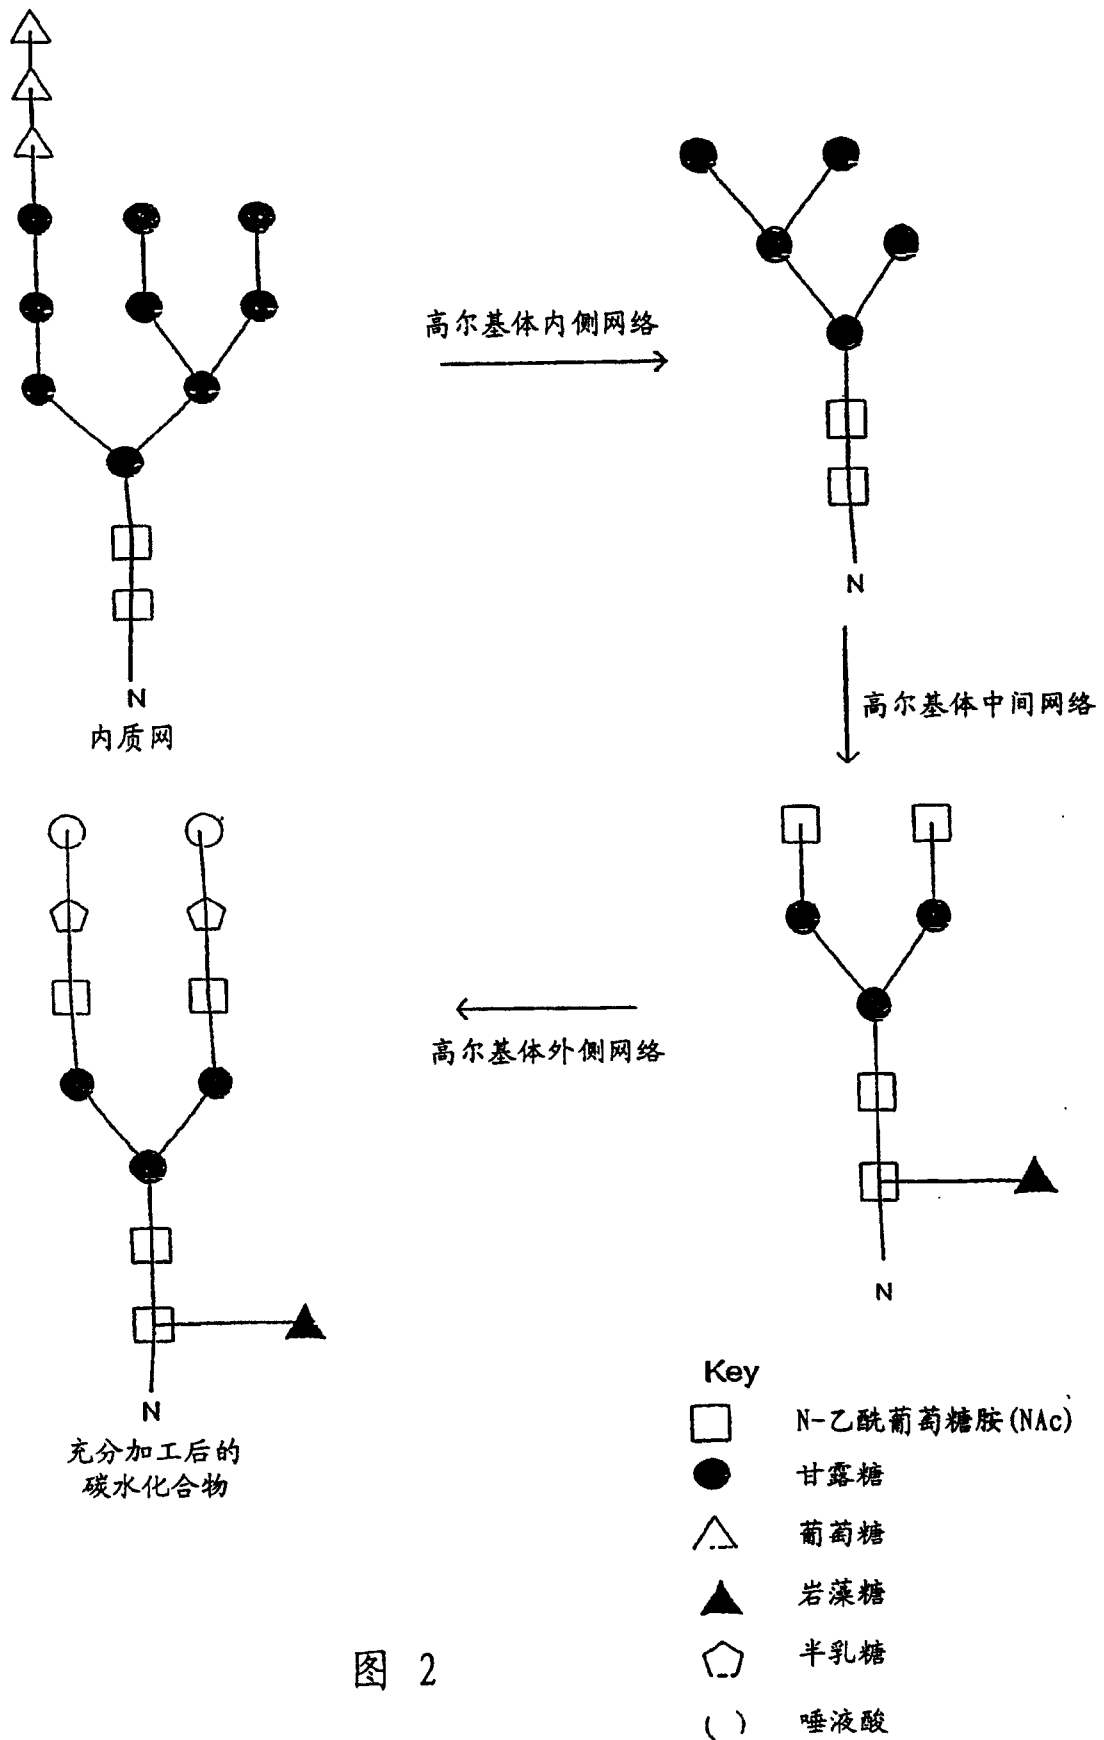 高尔基体内侧网络
N
高尔基体中间网络
N
内质网
高尔基体外侧网络
N
N
充分加工后的
碳水化合物
Key
N-乙酰葡萄糖胺(NAc)
甘露糖
葡萄糖
岩藻糖
半乳糖
唾液酸
图 2